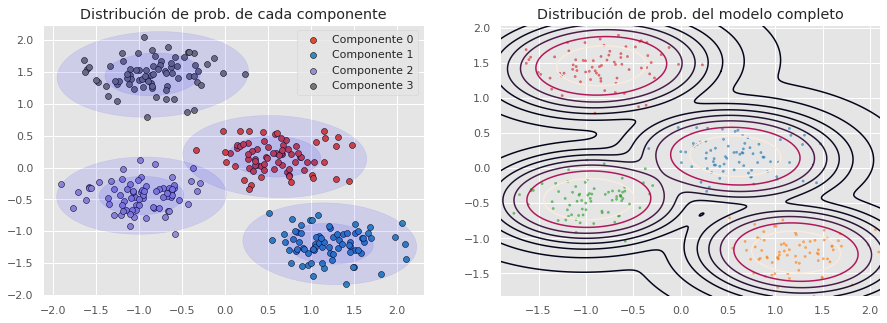 Distribución de prob. de cada componente
Componente 0
Componente 1
Componente 2
Componente 3
2.0
1.5
1.0
0.5
0.0
−0.5
−1.0
−1.5
−2.0
−2.0 −1.5 −1.0 −0.5 0.0 0.5 1.0 1.5 2.0
Distribución de prob. del modelo completo
2.0
1.5
1.0
0.5
0.0
−0.5
−1.0
−1.5
−1.5 −1.0 −0.5 0.0 0.5 1.0 1.5 2.0